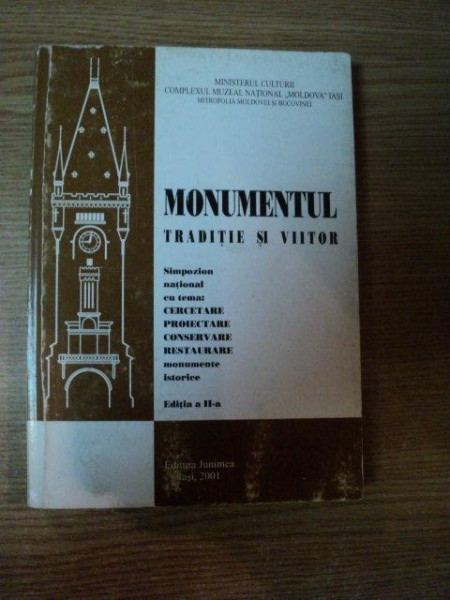 MINISTERUL CULTURII
COMPLEXUL MUZEAL NAȚIONAL „MOLDOVA" IAȘI
MITROPOLIA MOLDOVEI ȘI BUCOVINEI
MONUMENTUL
TRADIȚIE ȘI VIITOR
Simpozion
național
cu tema:
CERCETARE
PROIECTARE
CONSERVARE
RESTAURARE
monumente
istorice
Ediția a II-a
Editura Junimea
Iași, 2001